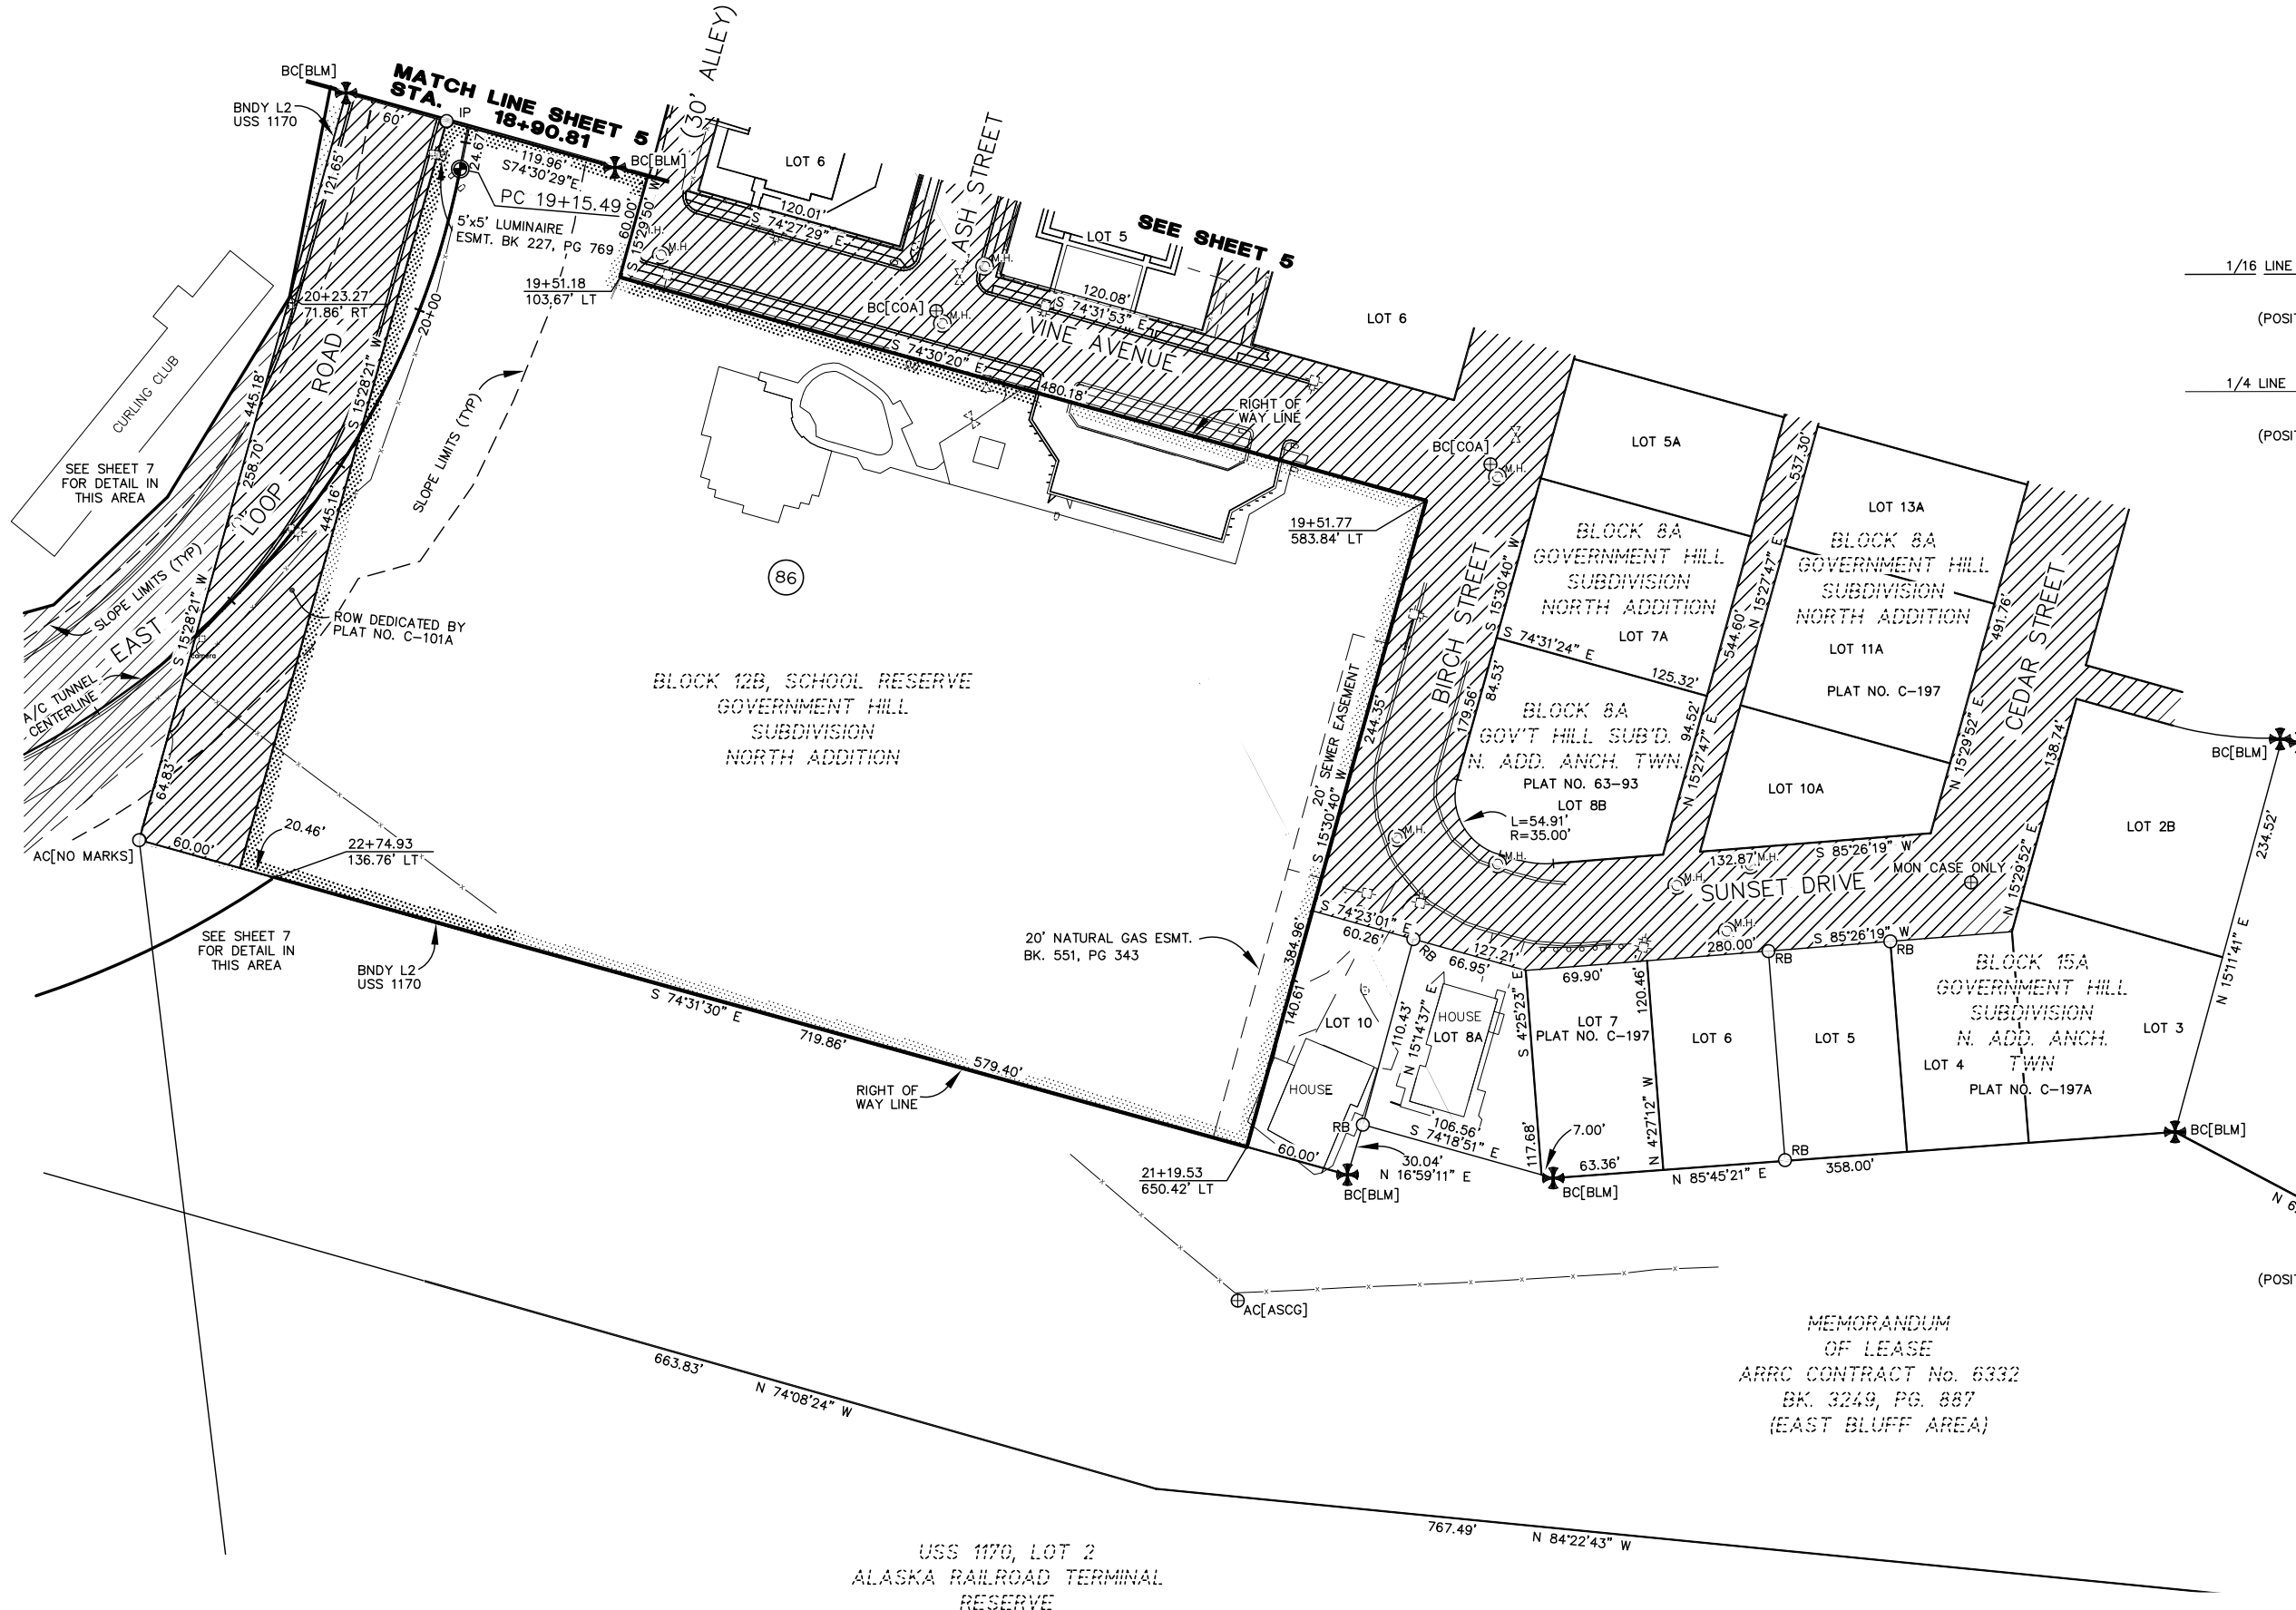 BC[BLM]
MATCH LINE SHEET 5
STA. 18+90.81
BNDY L2
USS 1170
60'
IP
121.65'
24.67
119.96'
S74°30'29"E
BC[BLM]
PC 19+15.49
5'x5' LUMINAIRE
ESMT. BK 227, PG 769
60.00'
S 15°29'50" W
(30' ALLEY)
LOT 6
120.01'
S 74°27'29" E
M.H.
ASH STREET
LOT 5
SEE SHEET 5
M.H.
120.08'
S 74°31'53" E
BC[COA]
M.H.
VINE AVENUE
LOT 6
1/16 LINE
1/4 LINE
19+51.18
103.67' LT
20+23.27
71.86' RT
20+00
CURLING CLUB
SEE SHEET 7
FOR DETAIL IN
THIS AREA
445.18'
258.70'
S 15°28'21" W
445.16'
EAST LOOP ROAD
SLOPE LIMITS (TYP)
SLOPE LIMITS (TYP)
S 15°28'21" W
ROW DEDICATED BY
PLAT NO. C-101A
camera
A/C TUNNEL
CENTERLINE
64.83'
S 74°30'20" E
480.18'
RIGHT OF
WAY LINE
19+51.77
583.84' LT
86
BLOCK 12B, SCHOOL RESERVE
GOVERNMENT HILL
SUBDIVISION
NORTH ADDITION
BC[COA]
M.H.
LOT 5A
BLOCK 8A
GOVERNMENT HILL
SUBDIVISION
NORTH ADDITION
LOT 7A
S 74°31'24" E
125.32'
BIRCH STREET
S 15°30'40" W
84.53'
179.56'
244.35'
20' SEWER EASEMENT
S 15°30'40" W
BLOCK 8A
GOV'T HILL SUB'D.
N. ADD. ANCH. TWN.
PLAT NO. 63-93
LOT 8B
L=54.91'
R=35.00'
M.H.
M.H.
537.30'
N 15°27'47" E
544.60'
94.52'
N 15°27'47" E
LOT 13A
BLOCK 8A
GOVERNMENT HILL
SUBDIVISION
NORTH ADDITION
LOT 11A
PLAT NO. C-197
LOT 10A
491.76'
N 15°29'52" E
CEDAR STREET
138.74'
N 15°29'52" E
BC[BLM]
LOT 2B
234.52'
N 15°11'41" E
132.87'
M.H.
S 85°26'19" W
M.H.
SUNSET DRIVE
MON CASE ONLY
M.H.
280.00'
S 85°26'19" W
RB
RB
AC[NO MARKS]
60.00'
20.46'
22+74.93
136.76' LT
SEE SHEET 7
FOR DETAIL IN
THIS AREA
BNDY L2
USS 1170
S 74°31'30" E
719.86'
579.40'
RIGHT OF
WAY LINE
20' NATURAL GAS ESMT.
BK. 551, PG 343
384.96'
140.61'
S 74°23'01" E
60.26'
127.21'
RB
66.95'
LOT 10
HOUSE
110.43'
N 15°14'37" E
HOUSE
LOT 8A
S 4°25'23" E
117.68'
69.90'
LOT 7
PLAT NO. C-197
120.46'
N 4°27'12" W
LOT 6
LOT 5
LOT 4
LOT 3
BLOCK 15A
GOVERNMENT HILL
SUBDIVISION
N. ADD. ANCH.
TWN
PLAT NO. C-197A
RB
106.56'
S 74°18'51" E
7.00'
60.00'
30.04'
N 16°59'11" E
BC[BLM]
63.36'
BC[BLM]
N 85°45'21" E
RB
358.00'
BC[BLM]
21+19.53
650.42' LT
AC[ASCG]
663.83'
N 74°08'24" W
MEMORANDUM
OF LEASE
ARRC CONTRACT No. 6332
BK. 3249, PG. 887
(EAST BLUFF AREA)
767.49'
N 84°22'43" W
USS 1170, LOT 2
ALASKA RAILROAD TERMINAL
RESERVE